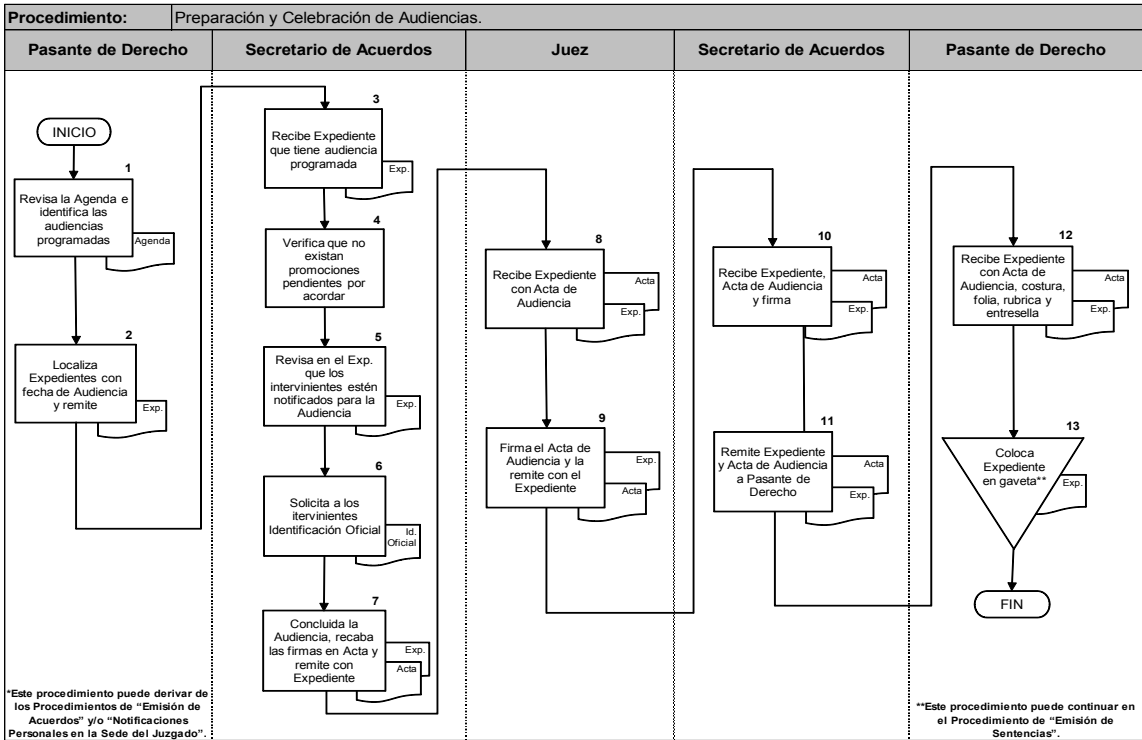 Procedimiento: Preparación y Celebración de Audiencias.
Pasante de Derecho
Secretario de Acuerdos
Juez
Secretario de Acuerdos
Pasante de Derecho
INICIO
1
Revisa la Agenda e
identifica las
audiencias
programadas
Agenda
2
Localiza
Expedientes con
fecha de Audiencia
y remite
Exp.
*Este procedimiento puede derivar de
los Procedimientos de “Emisión de
Acuerdos” y/o “Notificaciones
Personales en la Sede del Juzgado”.
3
Recibe Expediente
que tiene audiencia
programada
Exp.
4
Verifica que no
existan
promociones
pendientes por
acordar
5
Revisa en el Exp.
que los
intervinientes estén
notificados para la
Audiencia
Exp.
6
Solicita a los
itervinientes
Identificación Oficial
Id.
Oficial
7
Concluida la
Audiencia, recaba
las firmas en Acta y
remite con
Expediente
Exp.
Acta
8
Recibe Expediente
con Acta de
Audiencia
Acta
Exp.
9
Firma el Acta de
Audiencia y la
remite con el
Expediente
Exp.
Acta
10
Recibe Expediente,
Acta de Audiencia
y firma
Acta
Exp.
11
Remite Expediente
y Acta de Audiencia
a Pasante de
Derecho
Acta
Exp.
12
Recibe Expediente
con Acta de
Audiencia, costura,
folia, rubrica y
entresella
Acta
Exp.
13
Coloca
Expediente
en gaveta**
Exp.
FIN
**Este procedimiento puede continuar en
el Procedimiento de “Emisión de
Sentencias”.